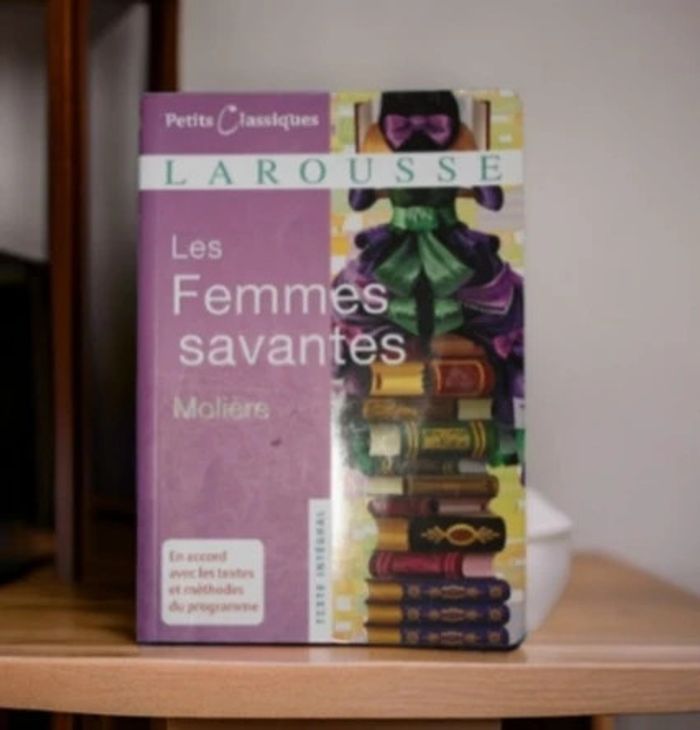 Petits Classiques
LAROUSSE
Les
Femmes
savantes
Molière
En accord
avec les textes
et méthodes
du programme
TEXTE INTÉGRAL